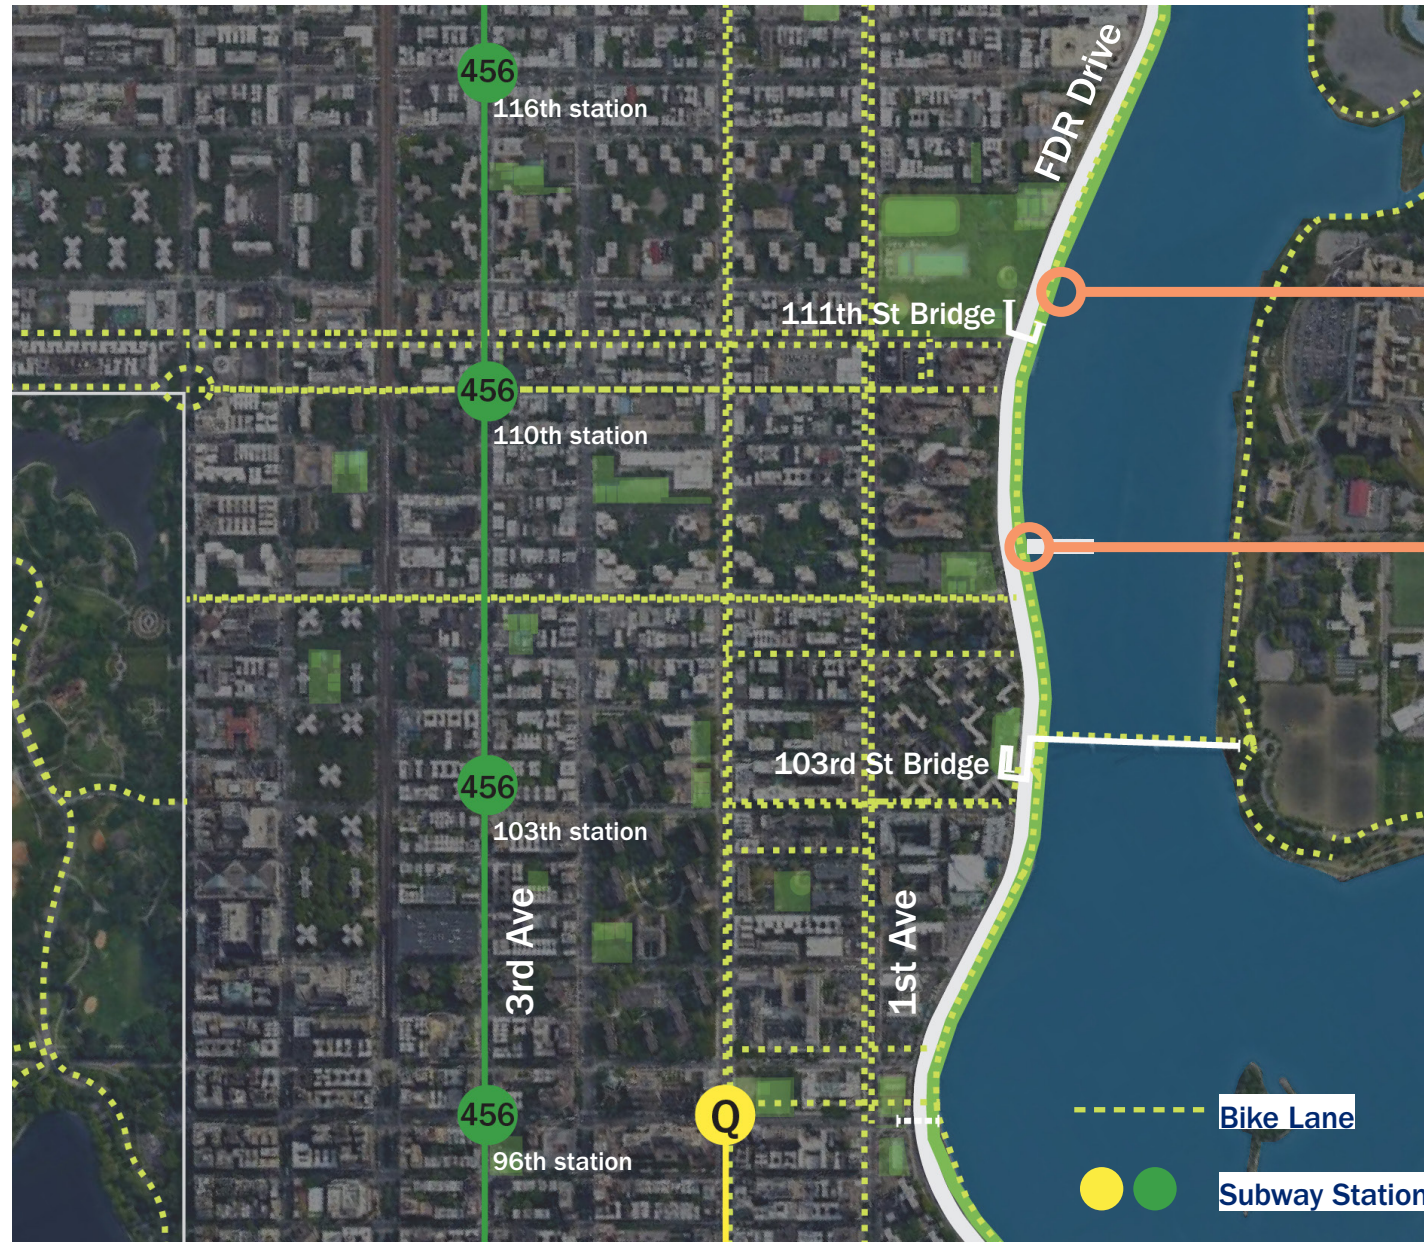 456
116th station
FDR Drive
111th St Bridge
456
110th station
103rd St Bridge
456
103th station
3rd Ave
1st Ave
456
Q
96th station
Bike Lane
Subway Station